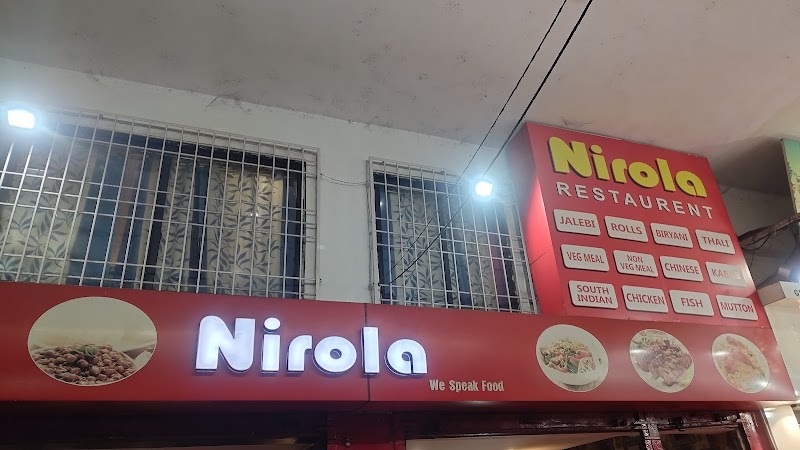 Nirola
RESTAURENT
JALEBI ROLLS BIRYANI THALI
VEG MEAL NON VEG MEAL CHINESE
SOUTH INDIAN CHICKEN FISH MUTTON
Nirola
We Speak Food